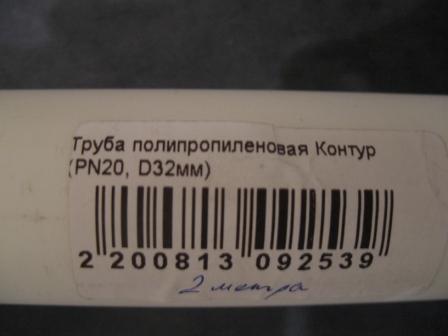 Труба полипропиленовая Контур
(PN20, D32мм)
2 200813 092539
2 метра